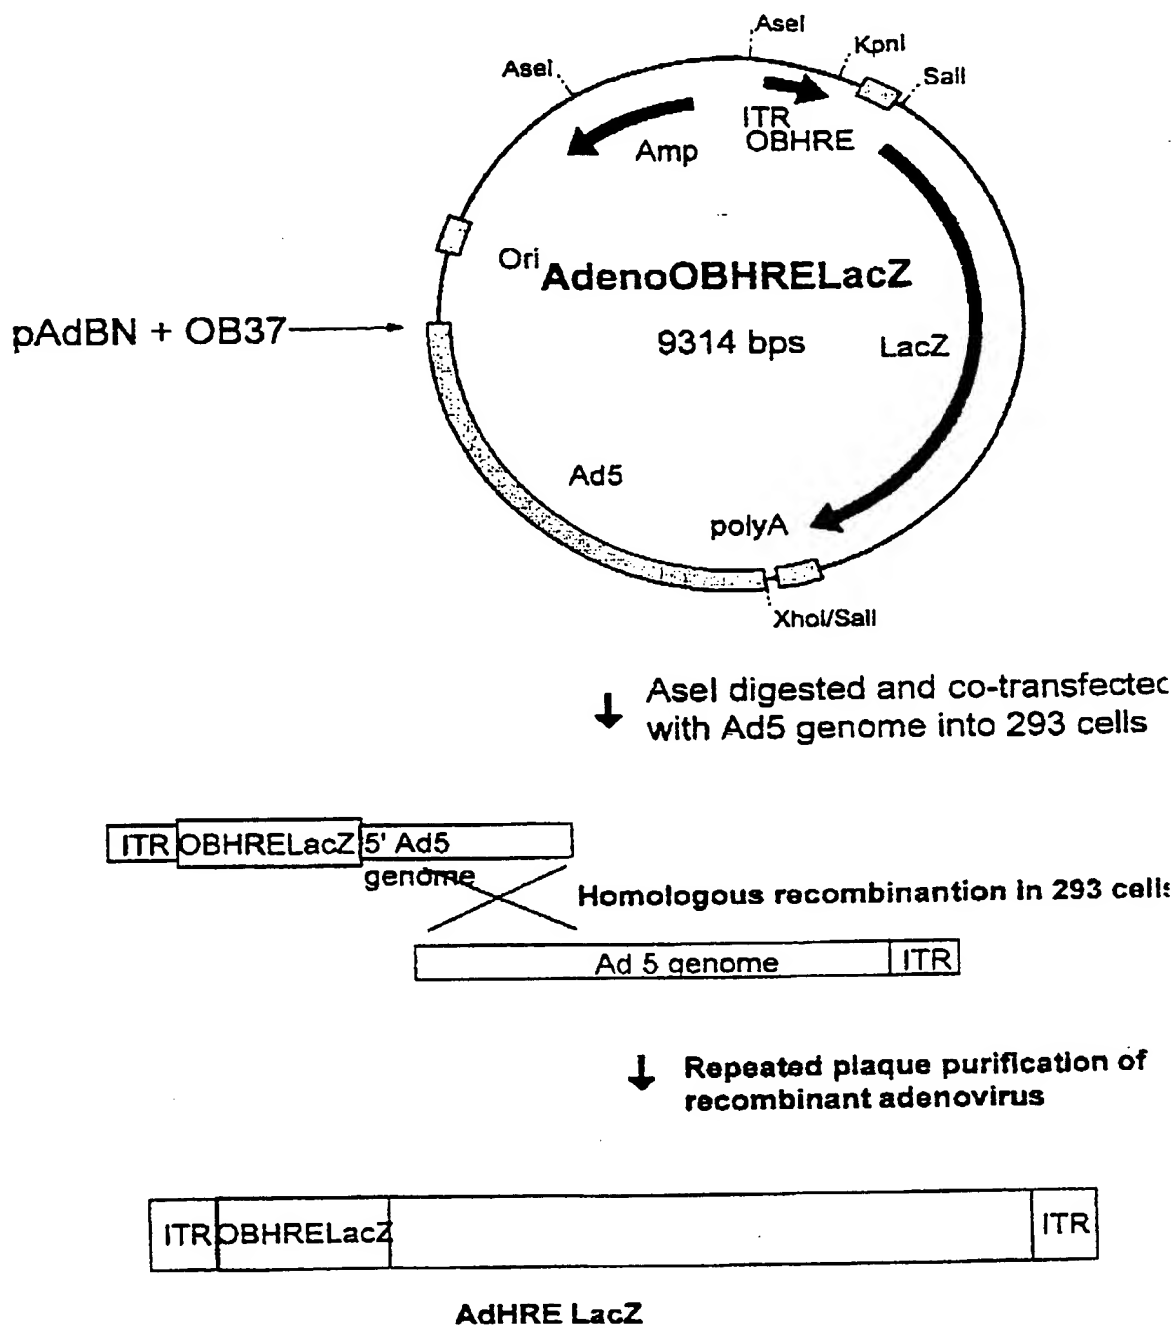 AseI
KpnI
AseI
SalI
ITR
OBHRE
Amp
Ori
AdenoOBHRELacZ
pAdBN + OB37
9314 bps
LacZ
Ad5
polyA
XhoI/SalI
AseI digested and co-transfectec
with Ad5 genome into 293 cells
ITR OBHRELacZ 5' Ad5
genome
Homologous recombinantion in 293 cells
Ad 5 genome ITR
Repeated plaque purification of
recombinant adenovirus
ITR OBHRELacZ ITR
AdHRE LacZ